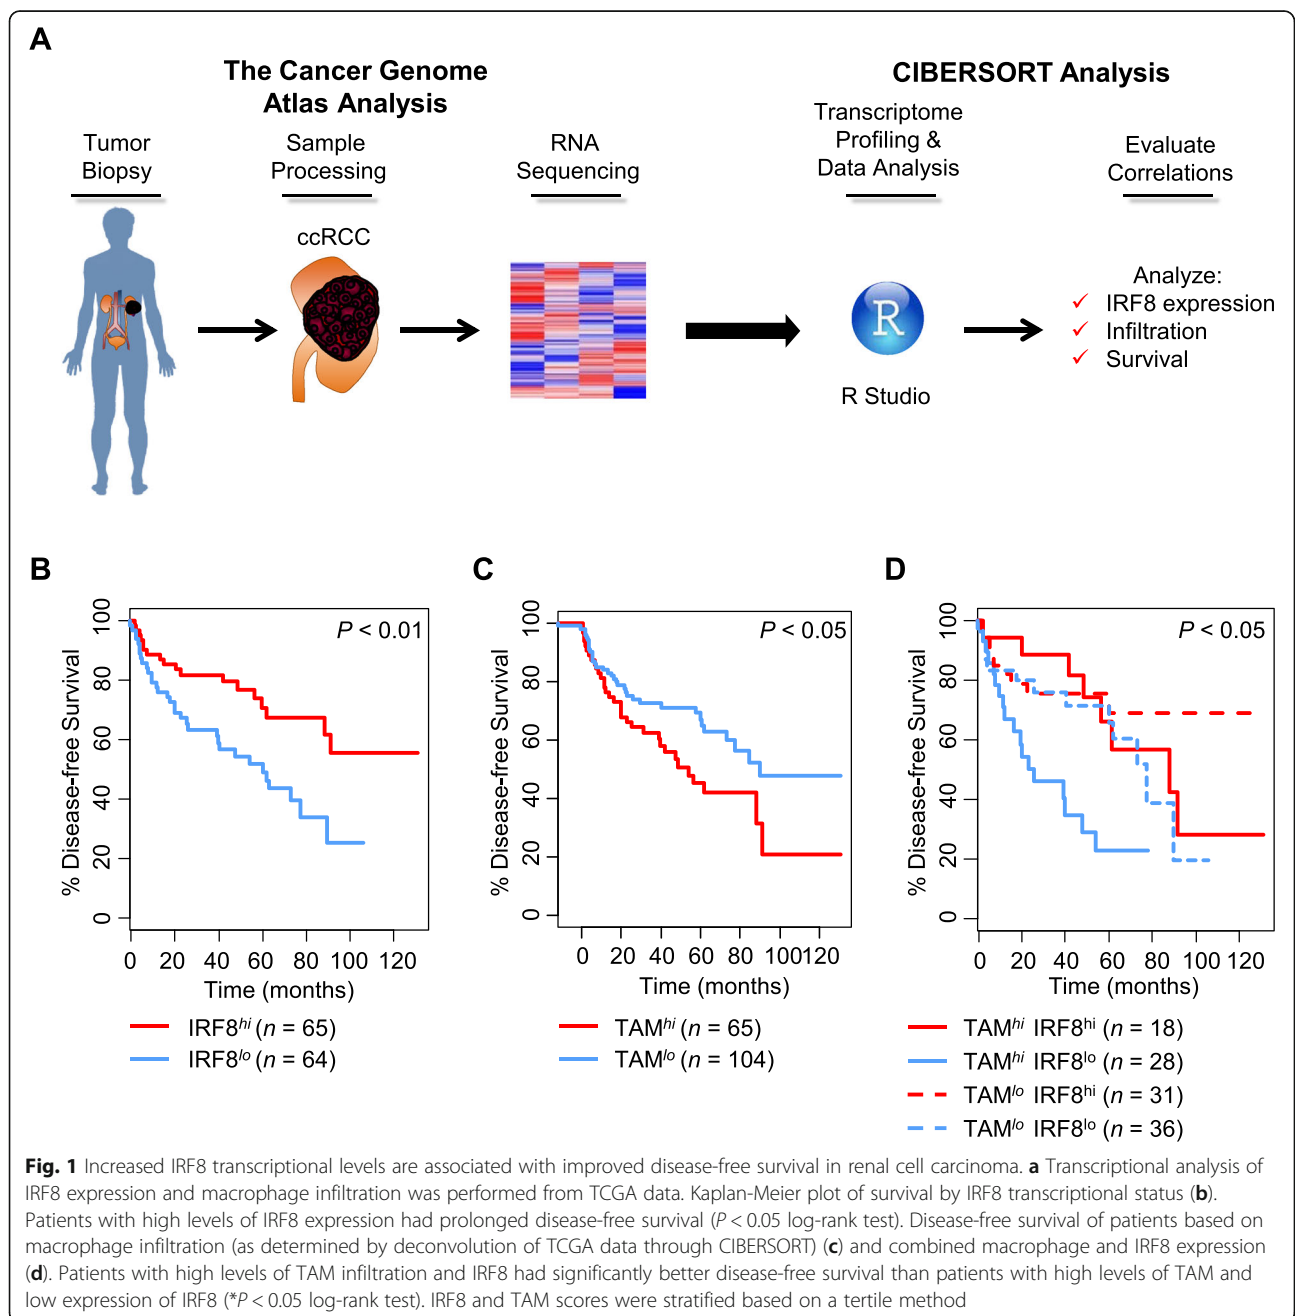 A
The Cancer Genome
Atlas Analysis
CIBERSORT Analysis
Tumor
Biopsy
Sample
Processing
RNA
Sequencing
Transcriptome
Profiling &
Data Analysis
Evaluate
Correlations
ccRCC
R
R Studio
Analyze:
✓ IRF8 expression
✓ Infiltration
✓ Survival
B
P < 0.01
% Disease-free Survival
100
80
60
40
20
0
0 20 40 60 80 100 120
Time (months)
IRF8hi (n = 65)
IRF8lo (n = 64)
C
P < 0.05
% Disease-free Survival
100
80
60
40
20
0
0 20 40 60 80 100120
Time (months)
TAMhi (n = 65)
TAMlo (n = 104)
D
P < 0.05
% Disease-free Survival
100
80
60
40
20
0
0 20 40 60 80 100 120
Time (months)
TAMhi IRF8hi (n = 18)
TAMhi IRF8lo (n = 28)
TAMlo IRF8hi (n = 31)
TAMlo IRF8lo (n = 36)
Fig. 1 Increased IRF8 transcriptional levels are associated with improved disease-free survival in renal cell carcinoma. a Transcriptional analysis of
IRF8 expression and macrophage infiltration was performed from TCGA data. Kaplan-Meier plot of survival by IRF8 transcriptional status (b).
Patients with high levels of IRF8 expression had prolonged disease-free survival (P < 0.05 log-rank test). Disease-free survival of patients based on
macrophage infiltration (as determined by deconvolution of TCGA data through CIBERSORT) (c) and combined macrophage and IRF8 expression
(d). Patients with high levels of TAM infiltration and IRF8 had significantly better disease-free survival than patients with high levels of TAM and
low expression of IRF8 (*P < 0.05 log-rank test). IRF8 and TAM scores were stratified based on a tertile method